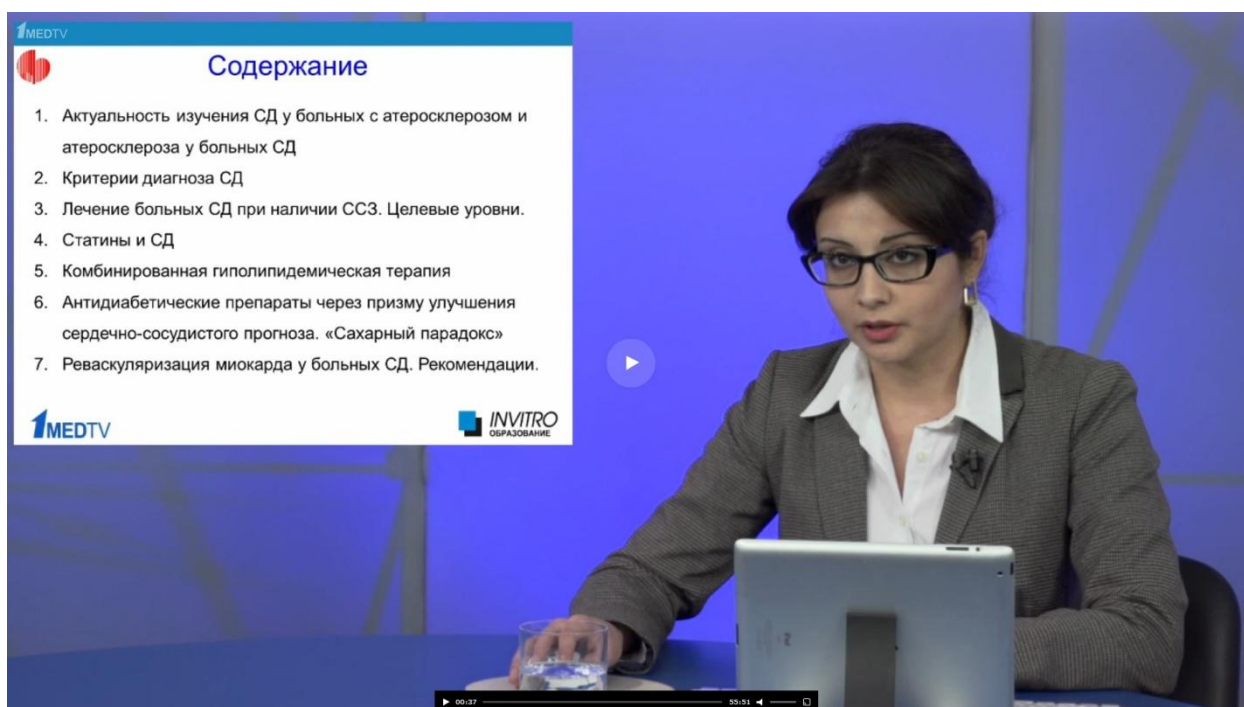 1MEDTV
Содержание
1. Актуальность изучения СД у больных с атеросклерозом и
атеросклероза у больных СД
2. Критерии диагноза СД
3. Лечение больных СД при наличии ССЗ. Целевые уровни.
4. Статины и СД
5. Комбинированная гиполипидемическая терапия
6. Антидиабетические препараты через призму улучшения
сердечно-сосудистого прогноза. «Сахарный парадокс»
7. Реваскуляризация миокарда у больных СД. Рекомендации.
1MEDTV
INVITRO
ОБРАЗОВАНИЕ
00:37
55:51